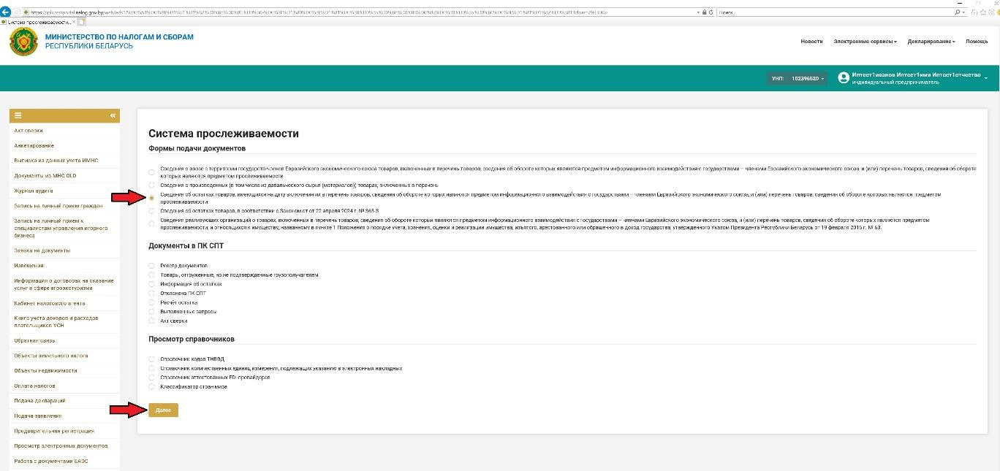 Поиск...
Система прослеживаемости...
МИНИСТЕРСТВО ПО НАЛОГАМ И СБОРАМ
РЕСПУБЛИКИ БЕЛАРУСЬ
Новости Электронные сервисы Декларирование Помощь
УНП: 102396520
Иптест1иванов Иптест1имя Иптест1отчество
индивидуальный предприниматель
Акт сверки
Анкетирование
Выписка из данных учета ИМНС
Документы из МНС OLD
Журнал аудита
Запись на личный прием граждан
Запись на личный прием к
специалистам управления игорного
бизнеса
Заявка на документы
Извещения
Информация о договорах на оказание
услуг в сфере агроэкотуризма
Кабинет налогового агента
Книга учёта доходов и расходов
плательщиков УСН
Обратная связь
Объекты земельного налога
Объекты недвижимости
Оплата налогов
Подача деклараций
Подача заявления
Предварительная регистрация
Просмотр электронных документов
Работа с документами ЕАЭС
Система прослеживаемости
Формы подачи документов
Сведения о ввозе с территории государств-членов Евразийского экономического союза товаров, включенных в перечень товаров, сведения об обороте которых являются предметом информационного взаимодействия с государствами – членами Евразийского экономического союза, и (или) перечень товаров, сведения об обороте
которых являются предметом прослеживаемости
Сведения о произведенных (в том числе из давальческого сырья (материалов)) товарах, включенных в перечень
Сведения об остатках товаров, имеющихся на дату включения их в перечень товаров, сведения об обороте которых являются предметом информационного взаимодействия с государствами – членами Евразийского экономического союза, и (или) перечень товаров, сведения об обороте которых являются предметом
прослеживаемости
Сведения об остатках товаров, в соответствии с Законом от от 22 апреля 2024 г. № 365-З
Сведения реализующих организаций о товарах, включенных в перечень товаров, сведения об обороте которых являются предметом информационного взаимодействия с государствами – членами Евразийского экономического союза, и (или) перечень товаров, сведения об обороте которых являются предметом
прослеживаемости, и относящихся к имуществу, названному в пункте 1 Положения о порядке учета, хранения, оценки и реализации имущества, изъятого, арестованного или обращенного в доход государства, утвержденного Указом Президента Республики Беларусь от 19 февраля 2016 г. № 63.
Документы в ПК СПТ
Реестр документов
Товары, отгруженные, но не подтвержденные грузополучателем
Информация об остатках
Отклонена ПК СПТ
Расчёт остатка
Выполненные запросы
Акт сверки
Просмотр справочников
Справочник кодов ТНВЭД
Справочник количественных единиц измерения, подлежащих указанию в электронных накладных
Справочник аттестованных EDI-провайдеров
Классификатор стран мира
Далее